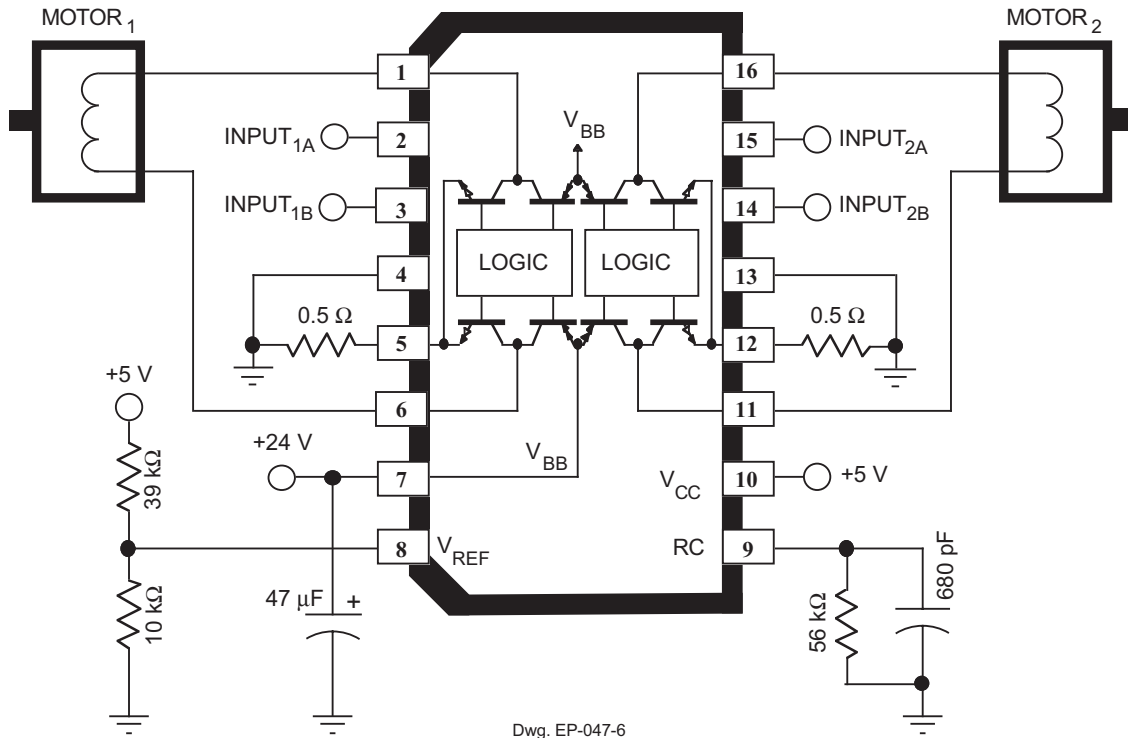 MOTOR1
MOTOR2
1
16
INPUT1A
2
VBB
15
INPUT2A
INPUT1B
3
14
INPUT2B
LOGIC
LOGIC
4
13
0.5 Ω
5
12
0.5 Ω
+5 V
6
11
39 kΩ
+24 V
7
VBB
VCC
10
+5 V
8
VREF
RC
9
10 kΩ
47 µF
+
56 kΩ
680 pF
Dwg. EP-047-6